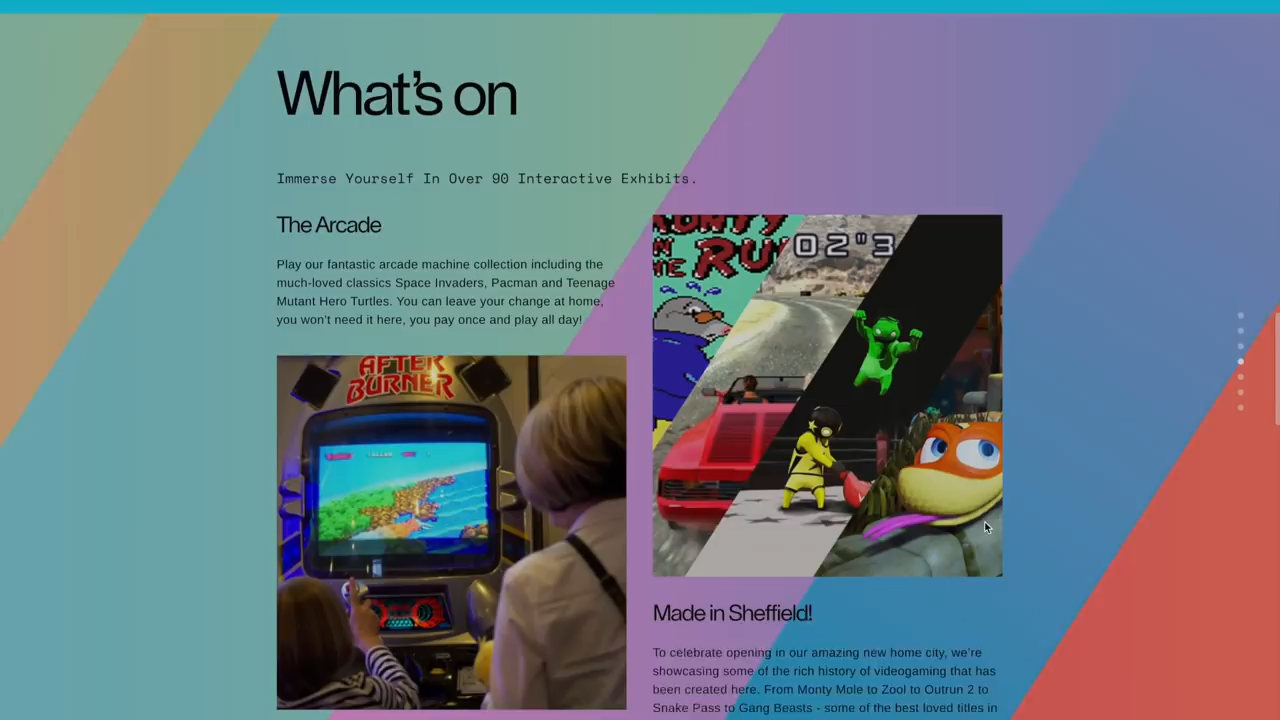 What's on
Immerse Yourself In Over 90 Interactive Exhibits.
The Arcade
Play our fantastic arcade machine collection including the
much-loved classics Space Invaders, Pacman and Teenage
Mutant Hero Turtles. You can leave your change at home,
you won't need it here, you pay once and play all day!
AFTER
BURNER
MONTY
ON
THE RUN
02"3
Made in Sheffield!
To celebrate opening in our amazing new home city, we're
showcasing some of the rich history of videogaming that has
been created here. From Monty Mole to Zool to Outrun 2 to
Snake Pass to Gang Beasts - some of the best loved titles in